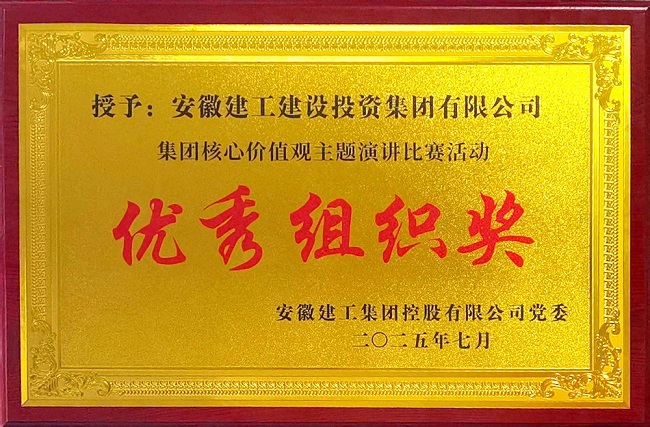 授予：安徽建工建设投资集团有限公司
集团核心价值观主题演讲比赛活动
优秀组织奖
安徽建工集团控股有限公司党委
二〇二五年七月